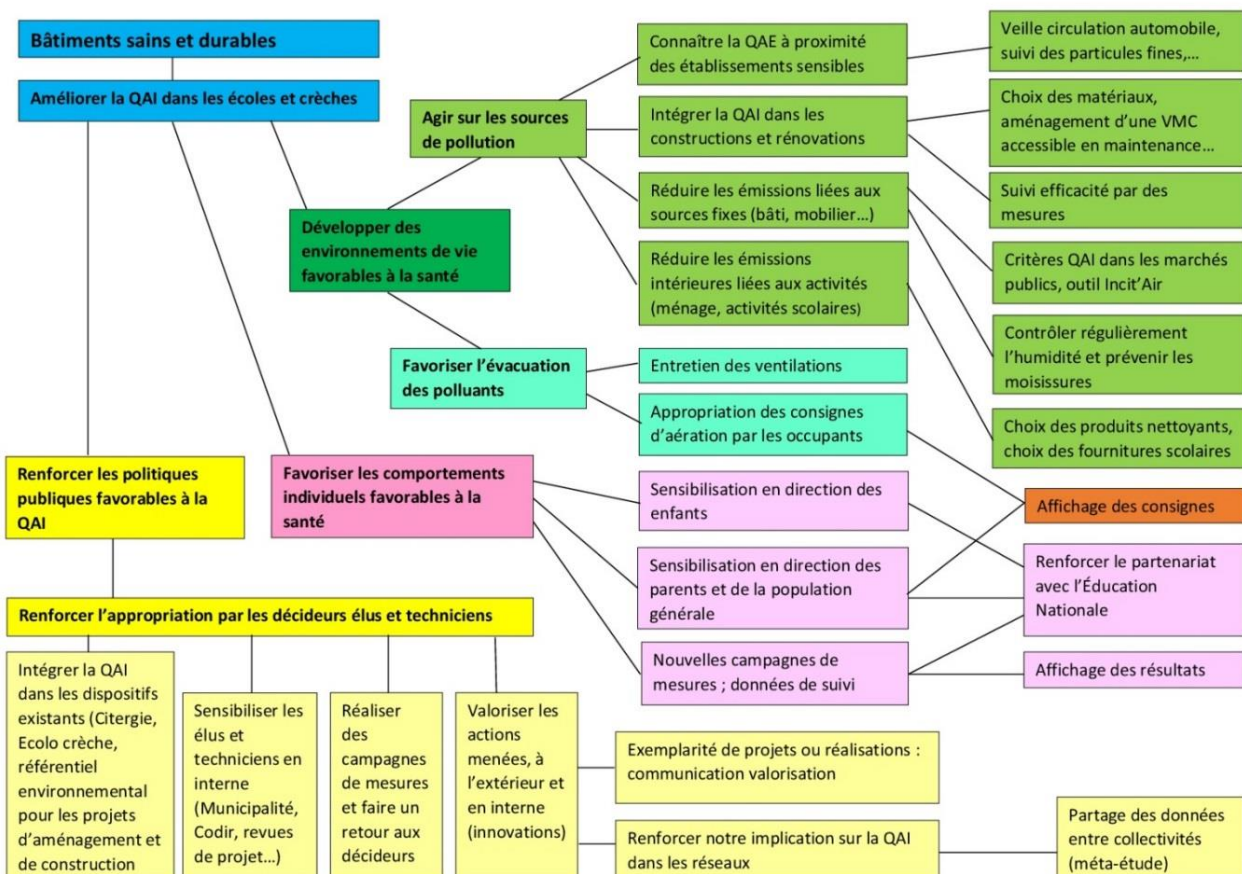 Bâtiments sains et durables
Améliorer la QAI dans les écoles et crèches
Agir sur les sources
de pollution
Connaître la QAE à proximité
des établissements sensibles
Veille circulation automobile,
suivi des particules fines,…
Intégrer la QAI dans les
constructions et rénovations
Choix des matériaux,
aménagement d’une VMC
accessible en maintenance…
Réduire les émissions liées aux
sources fixes (bâti, mobilier…)
Suivi efficacité par des
mesures
Développer des
environnements de vie
favorables à la santé
Réduire les émissions
intérieures liées aux activités
(ménage, activités scolaires)
Critères QAI dans les marchés
publics, outil Incit’Air
Contrôler régulièrement
l’humidité et prévenir les
moisissures
Favoriser l’évacuation
des polluants
Entretien des ventilations
Appropriation des consignes
d’aération par les occupants
Choix des produits nettoyants,
choix des fournitures scolaires
Renforcer les politiques
publiques favorables à la
QAI
Favoriser les comportements
individuels favorables à la
santé
Sensibilisation en direction des
enfants
Affichage des consignes
Sensibilisation en direction des
parents et de la population
générale
Renforcer le partenariat
avec l’Éducation
Nationale
Renforcer l’appropriation par les décideurs élus et techniciens
Nouvelles campagnes de
mesures ; données de suivi
Affichage des résultats
Intégrer la QAI
dans les dispositifs
existants (Citergie,
Ecolo crèche,
référentiel
environnemental
pour les projets
d’aménagement et
de construction
Sensibiliser les
élus et
techniciens en
interne
(Municipalité,
Codir, revues
de projet…)
Réaliser
des
campagnes
de mesures
et faire un
retour aux
décideurs
Valoriser les
actions
menées, à
l’extérieur et
en interne
(innovations)
Exemplarité de projets ou réalisations :
communication valorisation
Renforcer notre implication sur la QAI
dans les réseaux
Partage des données
entre collectivités
(méta-étude)